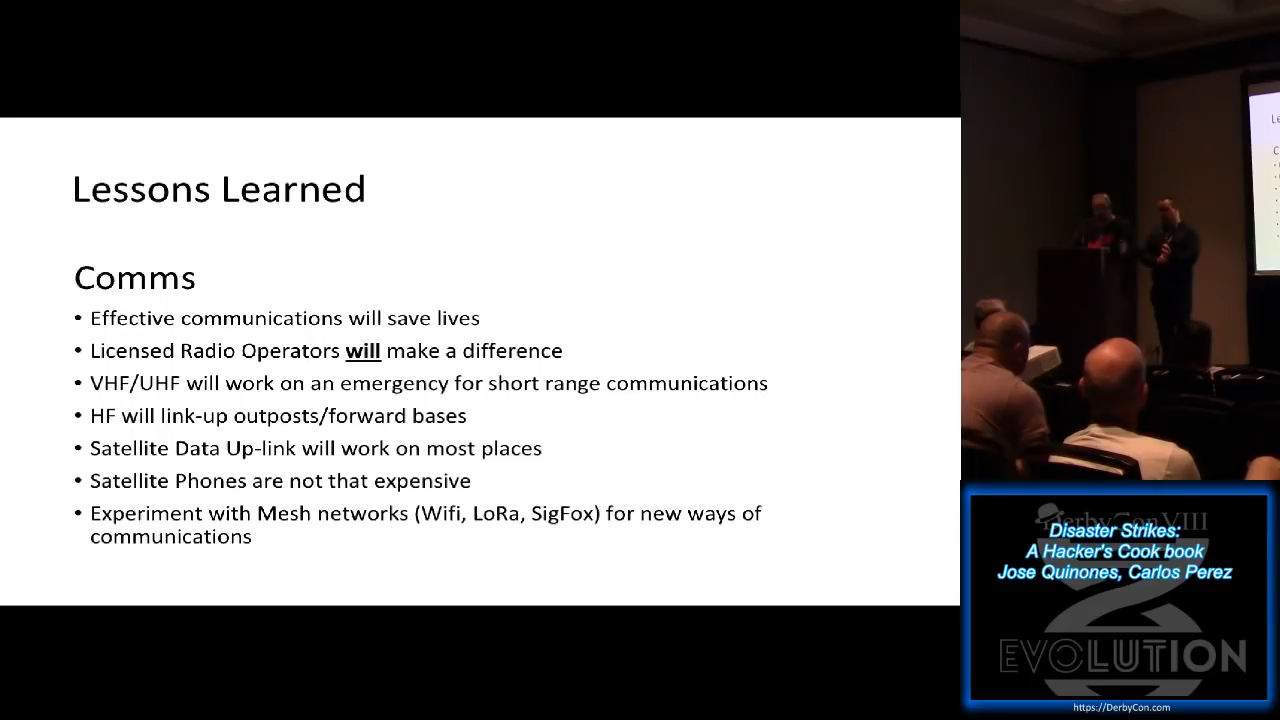 Lessons Learned
Comms
• Effective communications will save lives
• Licensed Radio Operators will make a difference
• VHF/UHF will work on an emergency for short range communications
• HF will link-up outposts/forward bases
• Satellite Data Up-link will work on most places
• Satellite Phones are not that expensive
• Experiment with Mesh networks (Wifi, LoRa, SigFox) for new ways of
communications
Le
C
DerbyConVIII
Disaster Strikes:
A Hacker's Cook book
Jose Quinones, Carlos Perez
EVOLUTION
https://DerbyCon.com